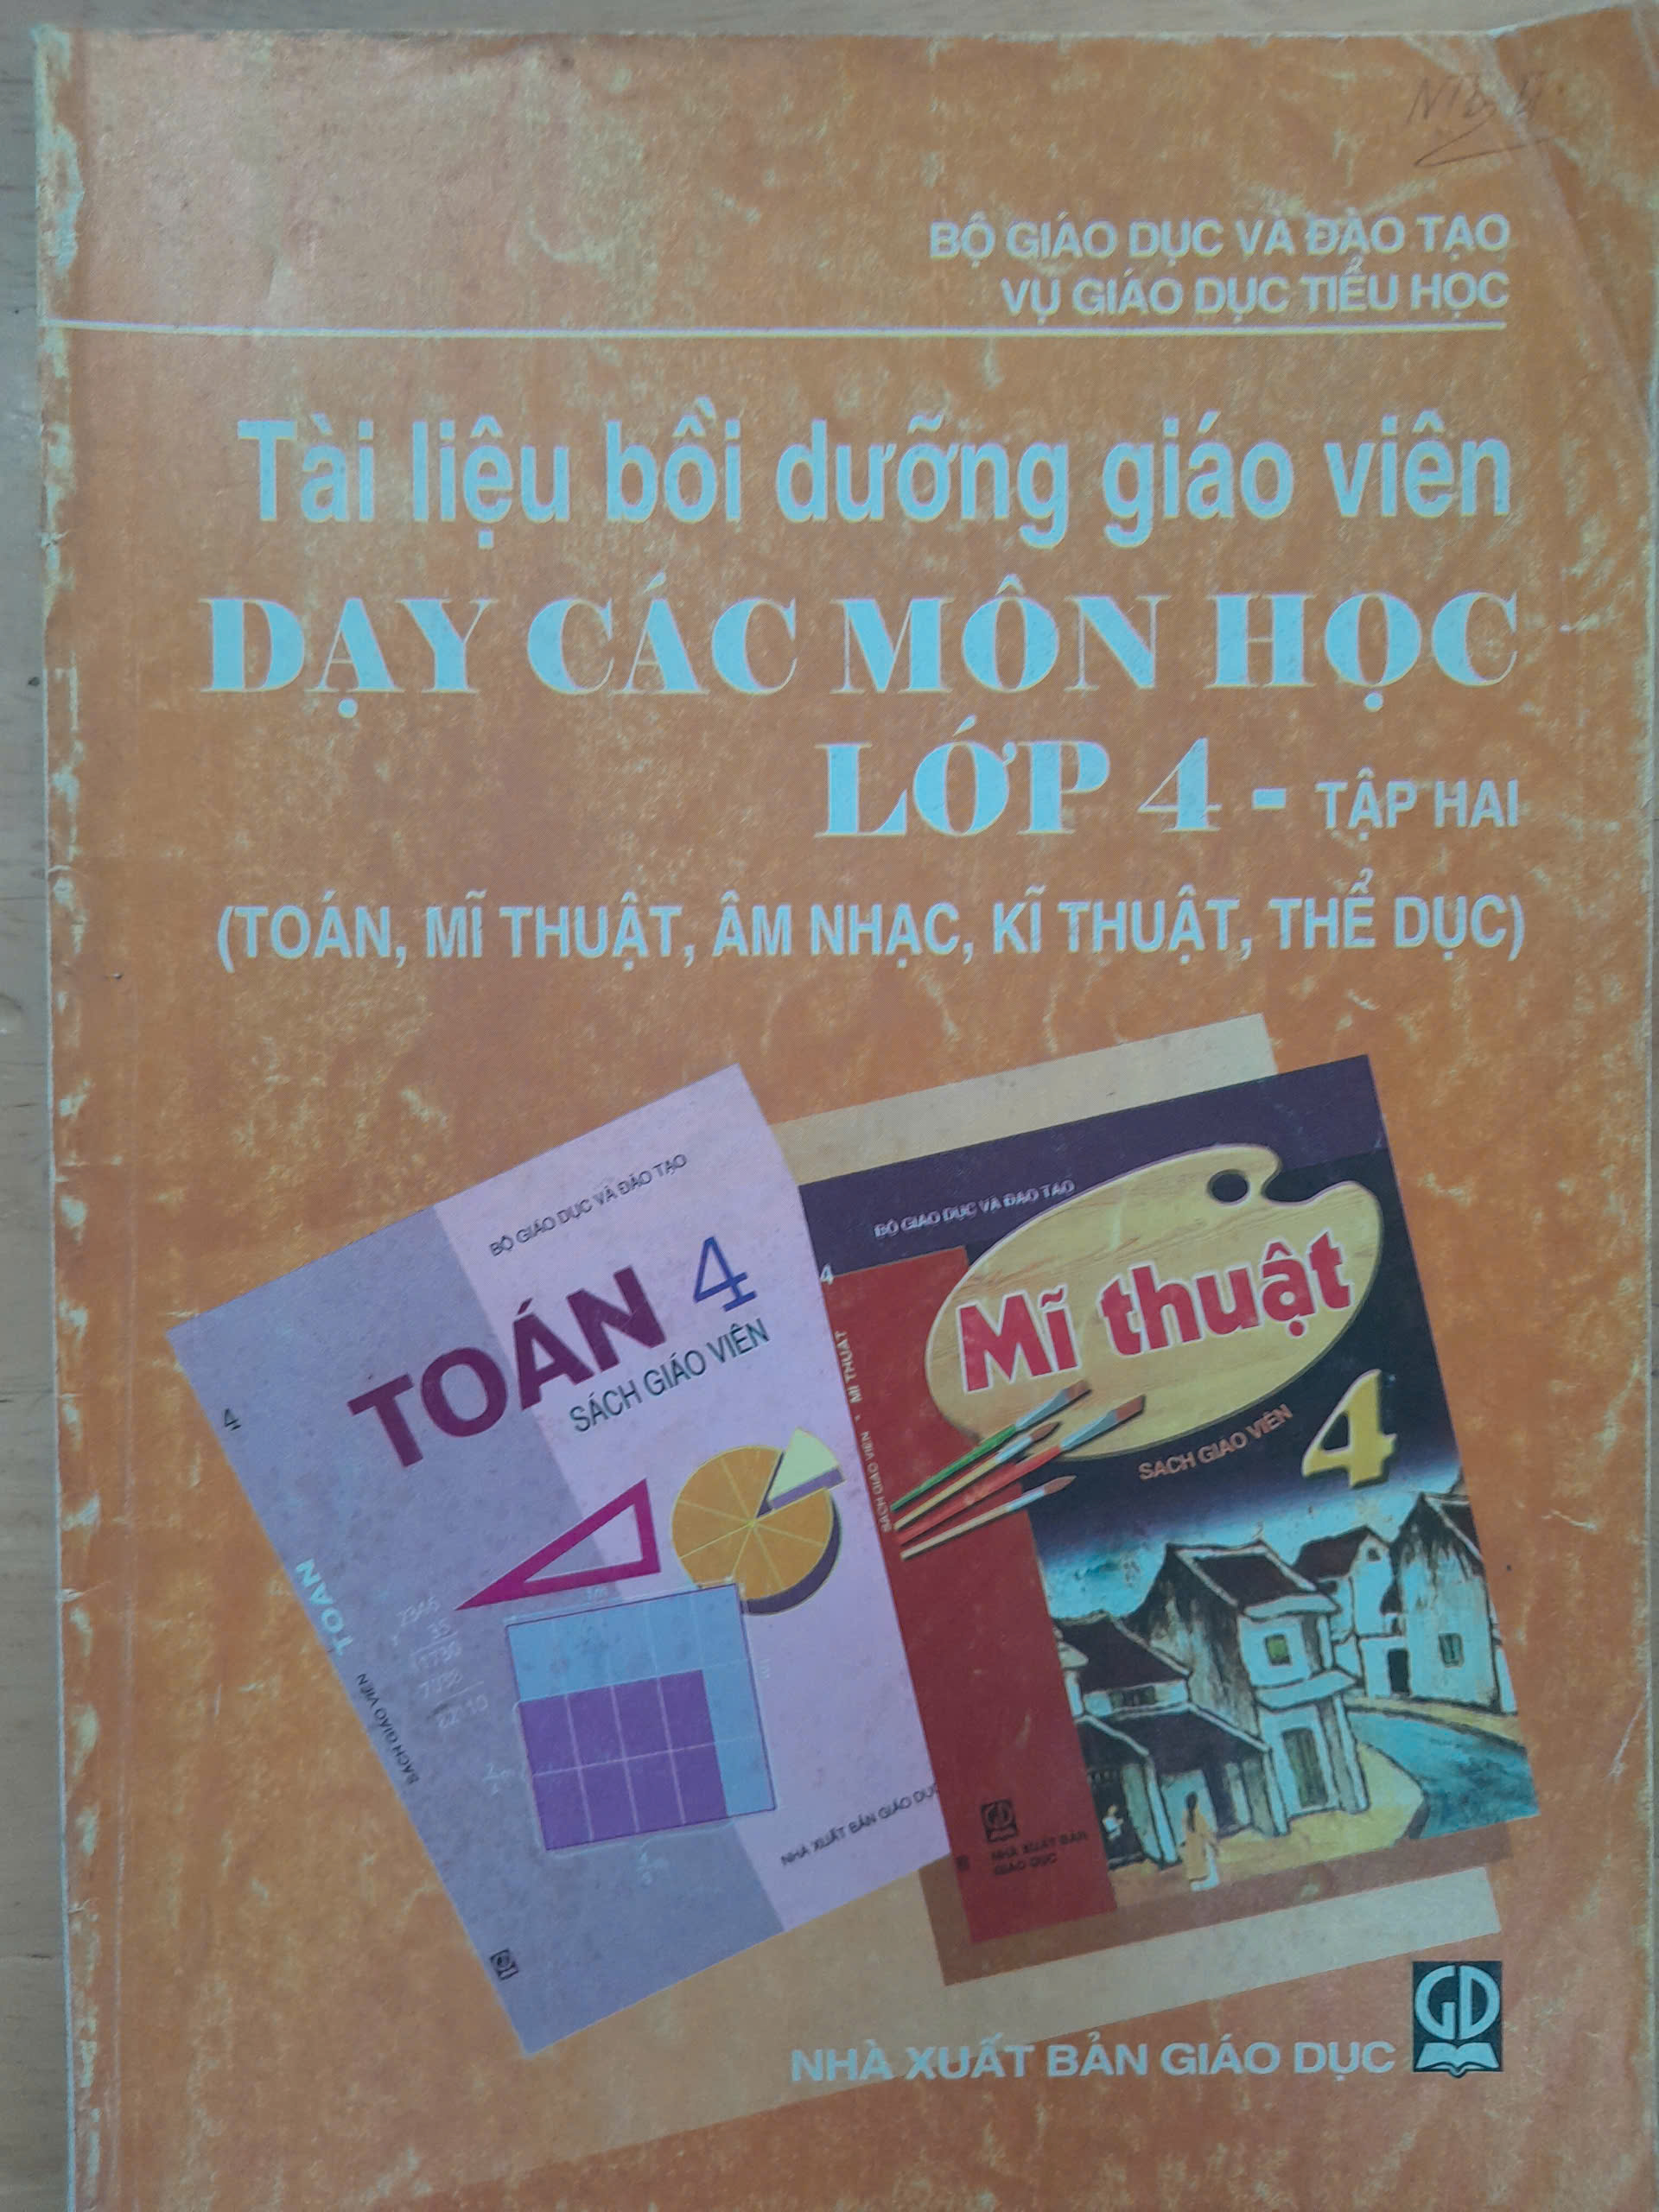 BỘ GIÁO DỤC VÀ ĐÀO TẠO
VỤ GIÁO DỤC TIỂU HỌC
Tài liệu bồi dưỡng giáo viên
DẠY CÁC MÔN HỌC
LỚP 4 - TẬP HAI
(TOÁN, MĨ THUẬT, ÂM NHẠC, KĨ THUẬT, THỂ DỤC)
BỘ GIÁO DỤC VÀ ĐÀO TẠO
TOÁN 4
SÁCH GIÁO VIÊN
4
TOÁN
SÁCH GIÁO VIÊN
NHÀ XUẤT BẢN GIÁO DỤC
BỘ GIÁO DỤC VÀ ĐÀO TẠO
Mĩ thuật
4
SÁCH GIÁO VIÊN
4
SÁCH GIÁO VIÊN • MĨ THUẬT
NHÀ XUẤT BẢN
GIÁO DỤC
NHÀ XUẤT BẢN GIÁO DỤC
GD